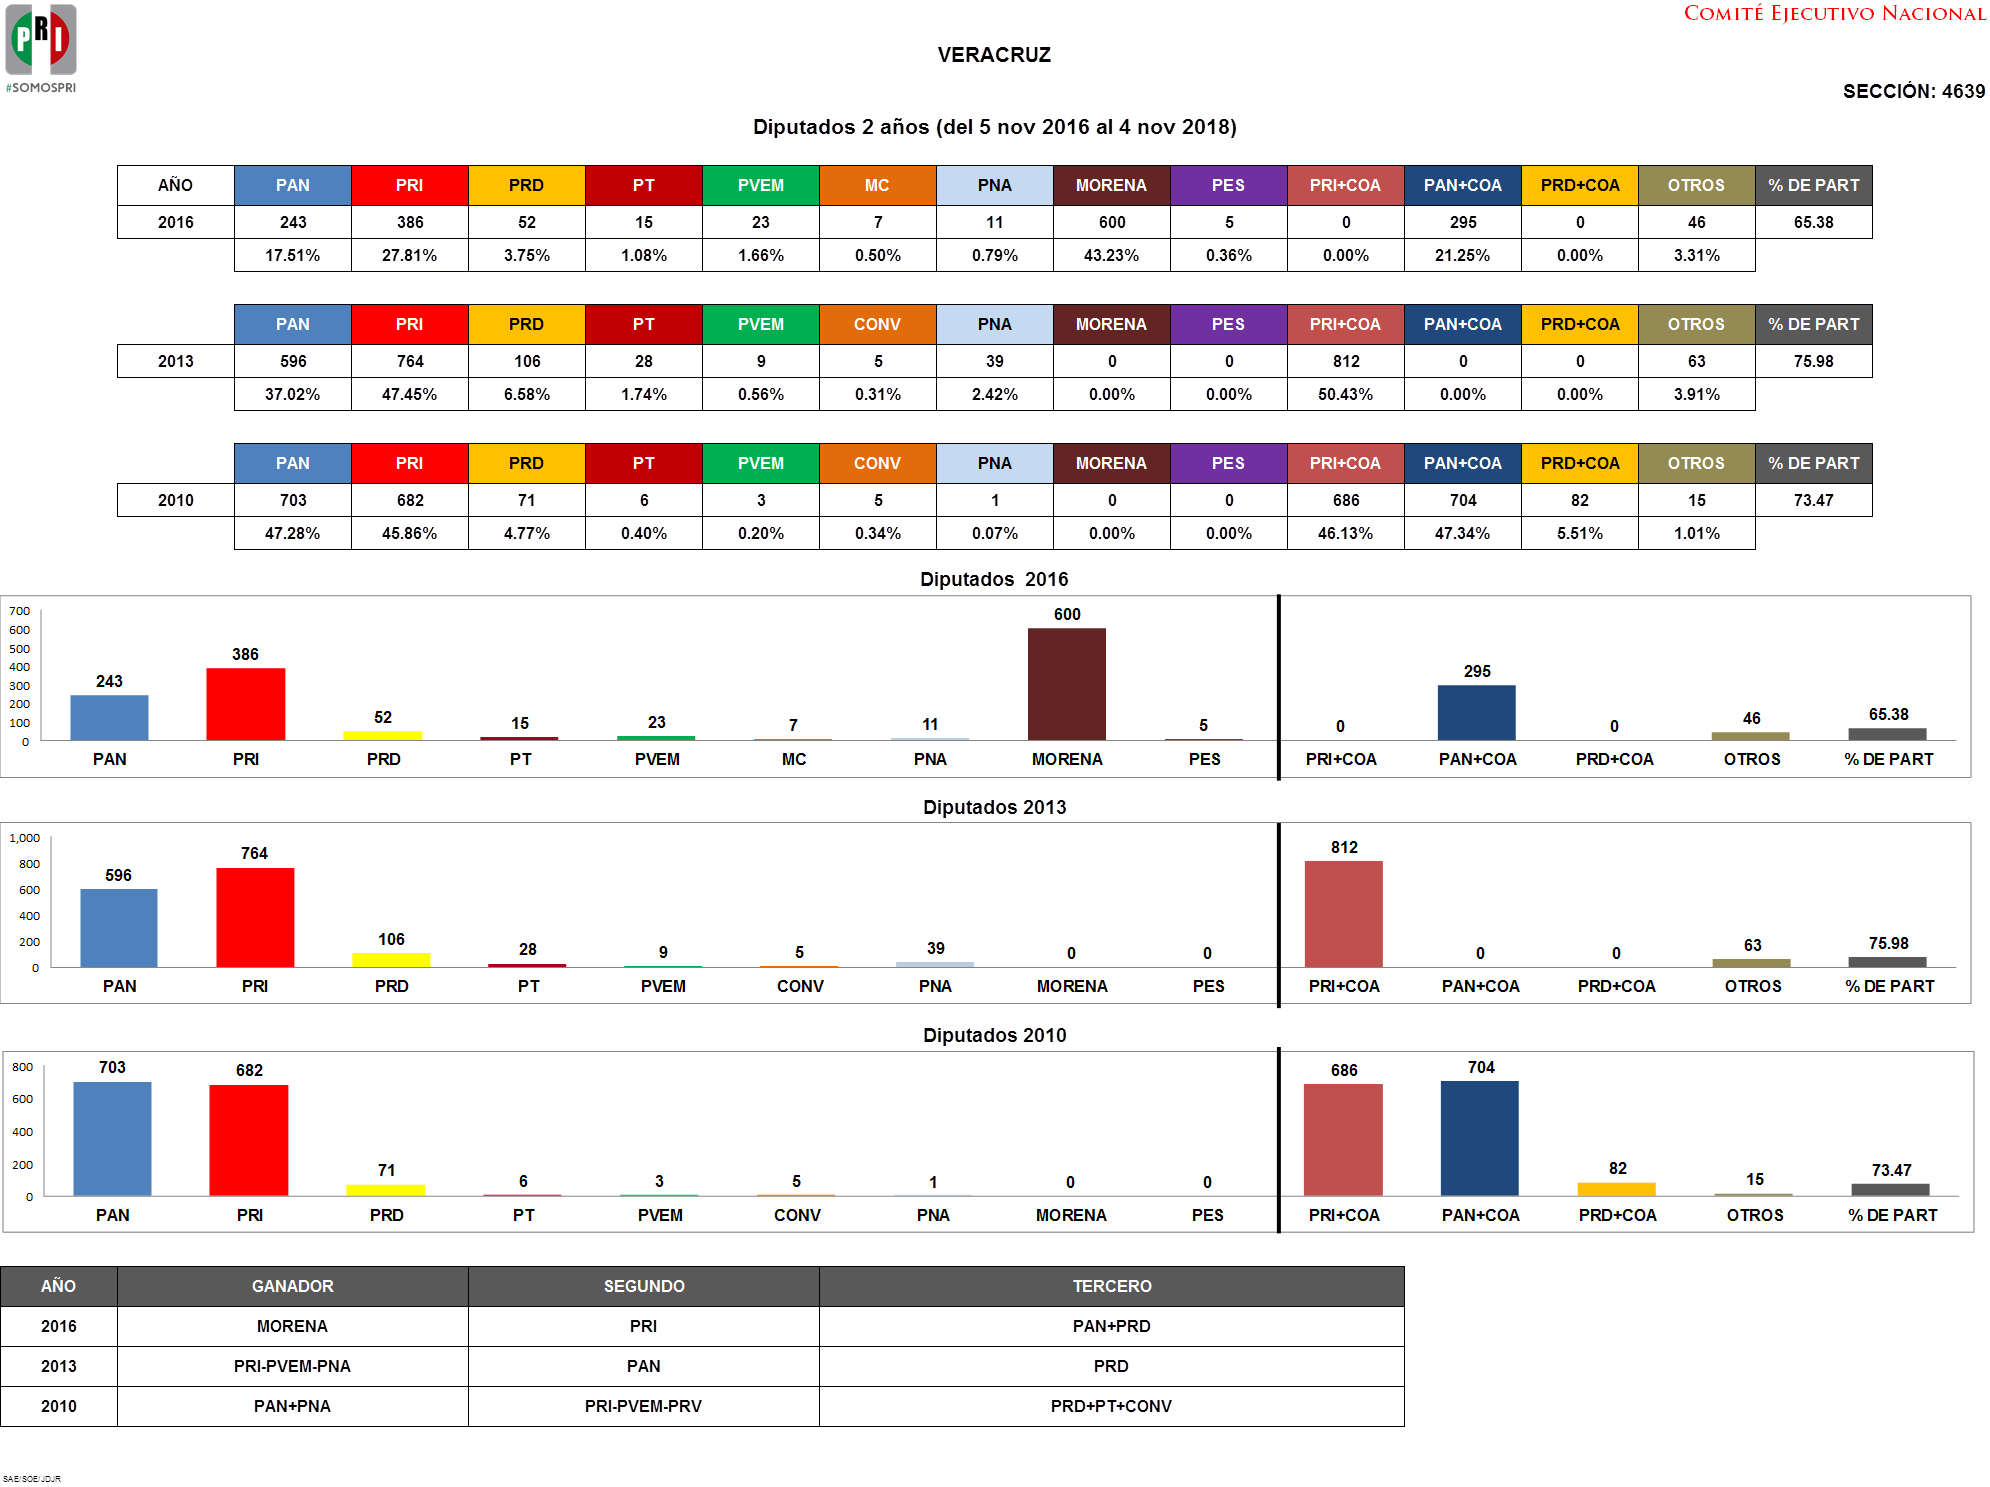 PRI
#SOMOSPRI
COMITÉ EJECUTIVO NACIONAL
VERACRUZ
SECCIÓN: 4639
Diputados 2 años (del 5 nov 2016 al 4 nov 2018)
AÑO PAN PRI PRD PT PVEM MC PNA MORENA PES PRI+COA PAN+COA PRD+COA OTROS % DE PART
2016 243 386 52 15 23 7 11 600 5 0 295 0 46 65.38
17.51% 27.81% 3.75% 1.08% 1.66% 0.50% 0.79% 43.23% 0.36% 0.00% 21.25% 0.00% 3.31%
PAN PRI PRD PT PVEM CONV PNA MORENA PES PRI+COA PAN+COA PRD+COA OTROS % DE PART
2013 596 764 106 28 9 5 39 0 0 812 0 0 63 75.98
37.02% 47.45% 6.58% 1.74% 0.56% 0.31% 2.42% 0.00% 0.00% 50.43% 0.00% 0.00% 3.91%
PAN PRI PRD PT PVEM CONV PNA MORENA PES PRI+COA PAN+COA PRD+COA OTROS % DE PART
2010 703 682 71 6 3 5 1 0 0 686 704 82 15 73.47
47.28% 45.86% 4.77% 0.40% 0.20% 0.34% 0.07% 0.00% 0.00% 46.13% 47.34% 5.51% 1.01%
Diputados 2016
700
600
500
400
300
200
100
0
243 386 52 15 23 7 11 600 5 0 295 0 46 65.38
PAN PRI PRD PT PVEM MC PNA MORENA PES PRI+COA PAN+COA PRD+COA OTROS % DE PART
Diputados 2013
1,000
800
600
400
200
0
596 764 106 28 9 5 39 0 0 812 0 0 63 75.98
PAN PRI PRD PT PVEM CONV PNA MORENA PES PRI+COA PAN+COA PRD+COA OTROS % DE PART
Diputados 2010
800
600
400
200
0
703 682 71 6 3 5 1 0 0 686 704 82 15 73.47
PAN PRI PRD PT PVEM CONV PNA MORENA PES PRI+COA PAN+COA PRD+COA OTROS % DE PART
AÑO GANADOR SEGUNDO TERCERO
2016 MORENA PRI PAN+PRD
2013 PRI-PVEM-PNA PAN PRD
2010 PAN+PNA PRI-PVEM-PRV PRD+PT+CONV
SAE/SOE/JDJR